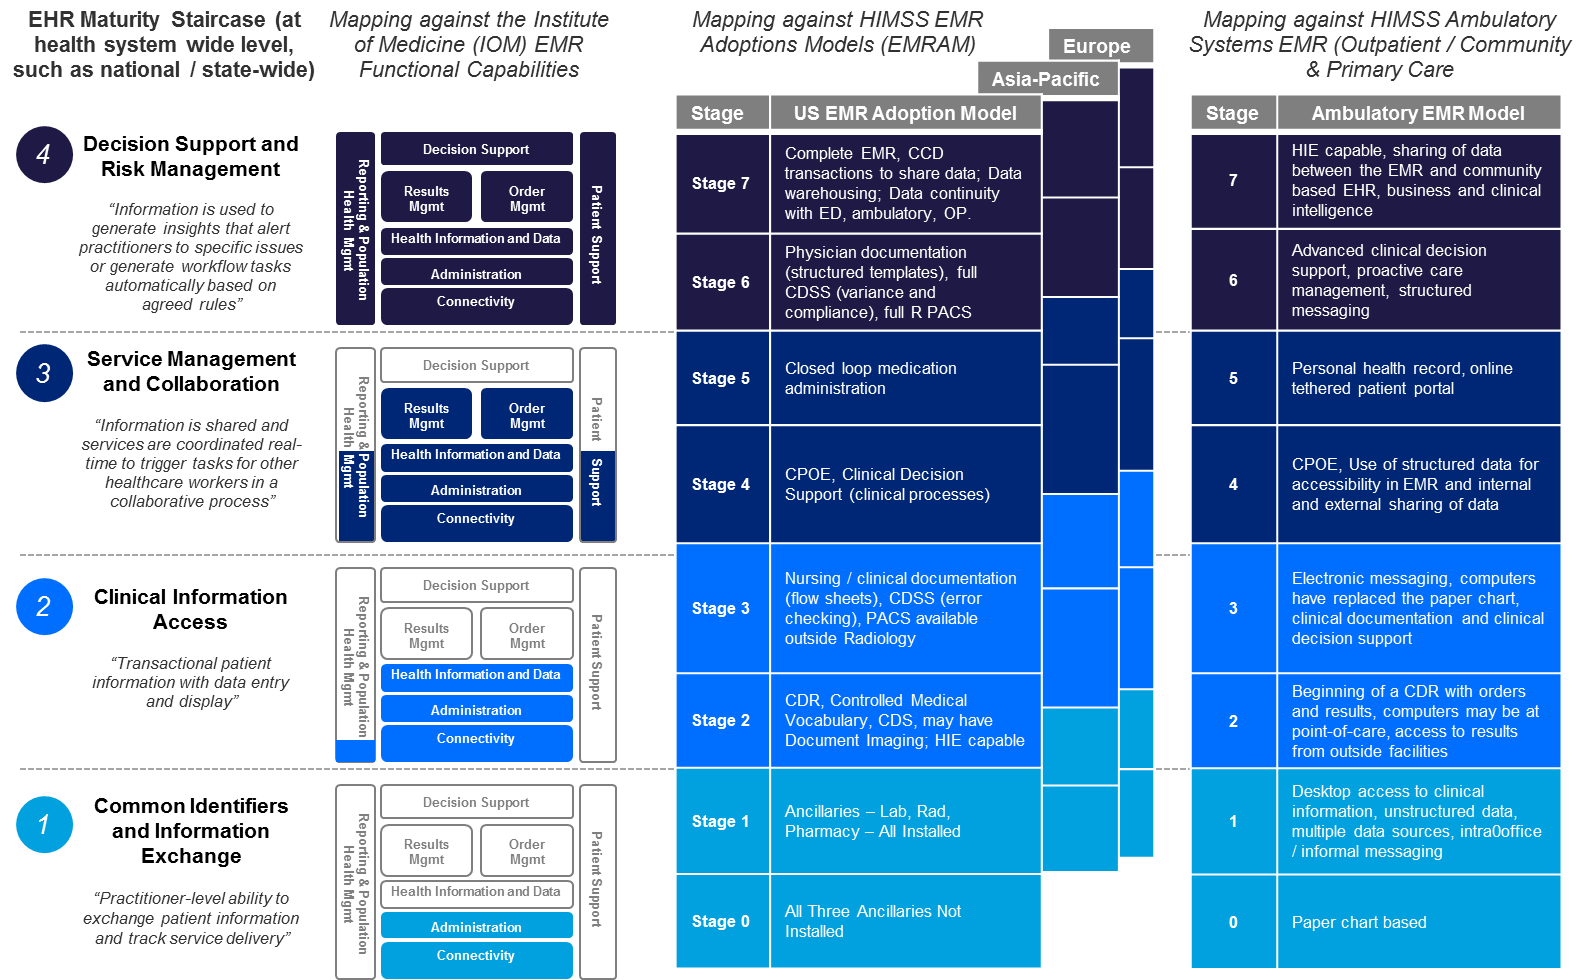 EHR Maturity Staircase (at
health system wide level,
such as national / state-wide)
Mapping against the Institute
of Medicine (IOM) EMR
Functional Capabilities
Mapping against HIMSS EMR
Adoptions Models (EMRAM)
Mapping against HIMSS Ambulatory
Systems EMR (Outpatient / Community
& Primary Care
Europe
Asia-Pacific
Stage
US EMR Adoption Model
Stage
Ambulatory EMR Model
4
Decision Support and
Risk Management
“Information is used to
generate insights that alert
practitioners to specific issues
or generate workflow tasks
automatically based on
agreed rules”
Reporting & Population
Health Mgmt
Decision Support
Results
Mgmt
Order
Mgmt
Health Information and Data
Administration
Connectivity
Patient Support
Stage 7
Complete EMR, CCD
transactions to share data; Data
warehousing; Data continuity
with ED, ambulatory, OP.
Stage 6
Physician documentation
(structured templates), full
CDSS (variance and
compliance), full R PACS
7
HIE capable, sharing of data
between the EMR and community
based EHR, business and clinical
intelligence
6
Advanced clinical decision
support, proactive care
management, structured
messaging
3
Service Management
and Collaboration
“Information is shared and
services are coordinated real-
time to trigger tasks for other
healthcare workers in a
collaborative process”
Reporting & Population
Health Mgmt
Decision Support
Results
Mgmt
Order
Mgmt
Health Information and Data
Administration
Connectivity
Patient Support
Stage 5
Closed loop medication
administration
Stage 4
CPOE, Clinical Decision
Support (clinical processes)
5
Personal health record, online
tethered patient portal
4
CPOE, Use of structured data for
accessibility in EMR and internal
and external sharing of data
2
Clinical Information
Access
“Transactional patient
information with data entry
and display”
Reporting & Population
Health Mgmt
Decision Support
Results
Mgmt
Order
Mgmt
Health Information and Data
Administration
Connectivity
Patient Support
Stage 3
Nursing / clinical documentation
(flow sheets), CDSS (error
checking), PACS available
outside Radiology
Stage 2
CDR, Controlled Medical
Vocabulary, CDS, may have
Document Imaging; HIE capable
3
Electronic messaging, computers
have replaced the paper chart,
clinical documentation and clinical
decision support
2
Beginning of a CDR with orders
and results, computers may be at
point-of-care, access to results
from outside facilities
1
Common Identifiers
and Information
Exchange
“Practitioner-level ability to
exchange patient information
and track service delivery”
Reporting & Population
Health Mgmt
Decision Support
Results
Mgmt
Order
Mgmt
Health Information and Data
Administration
Connectivity
Patient Support
Stage 1
Ancillaries – Lab, Rad,
Pharmacy – All Installed
Stage 0
All Three Ancillaries Not
Installed
1
Desktop access to clinical
information, unstructured data,
multiple data sources, intra0office
/ informal messaging
0
Paper chart based